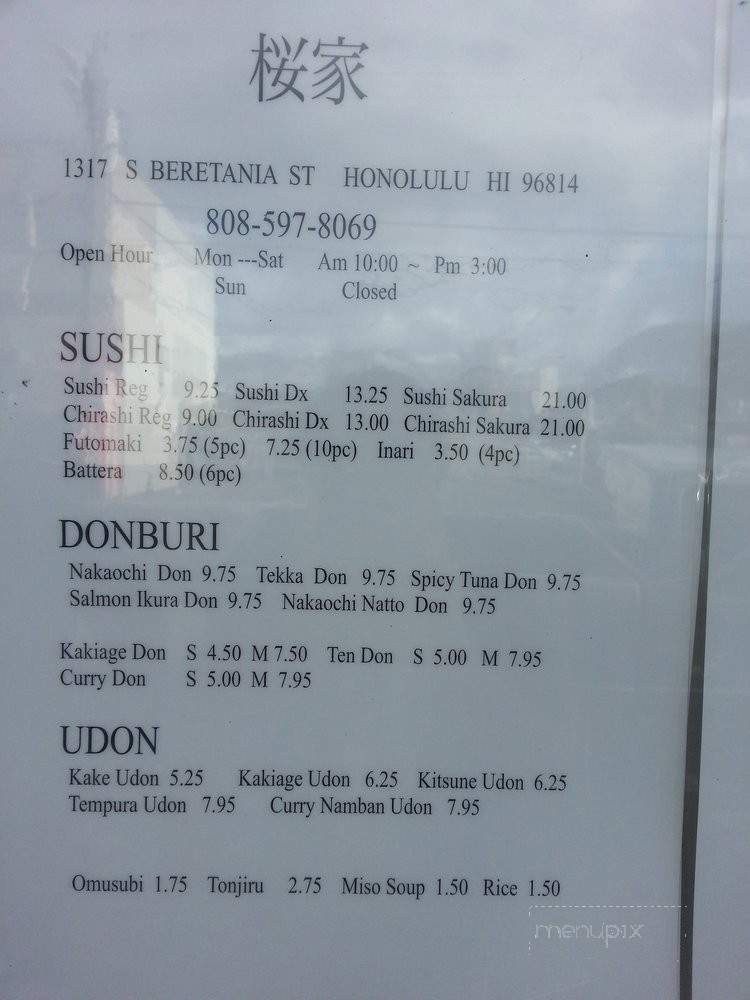 桜家
1317 S BERETANIA ST HONOLULU HI 96814
808-597-8069
Open Hour Mon ---Sat Am 10:00 ~ Pm 3:00
Sun Closed
SUSHI
Sushi Reg 9.25 Sushi Dx 13.25 Sushi Sakura 21.00
Chirashi Reg 9.00 Chirashi Dx 13.00 Chirashi Sakura 21.00
Futomaki 3.75 (5pc) 7.25 (10pc) Inari 3.50 (4pc)
Battera 8.50 (6pc)
DONBURI
Nakaochi Don 9.75 Tekka Don 9.75 Spicy Tuna Don 9.75
Salmon Ikura Don 9.75 Nakaochi Natto Don 9.75
Kakiage Don S 4.50 M 7.50 Ten Don S 5.00 M 7.95
Curry Don S 5.00 M 7.95
UDON
Kake Udon 5.25 Kakiage Udon 6.25 Kitsune Udon 6.25
Tempura Udon 7.95 Curry Namban Udon 7.95
Omusubi 1.75 Tonjiru 2.75 Miso Soup 1.50 Rice 1.50
menupix